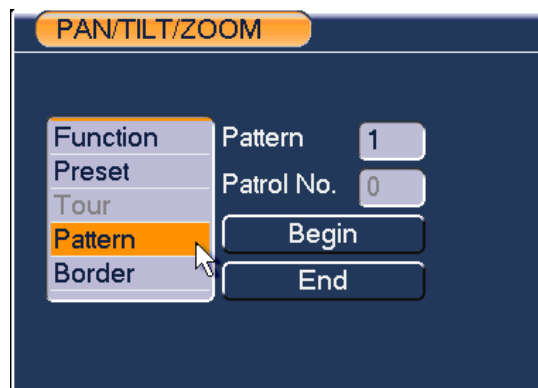 PAN/TILT/ZOOM
Function
Preset
Tour
Pattern
Border
Pattern 1
Patrol No. 0
Begin
End